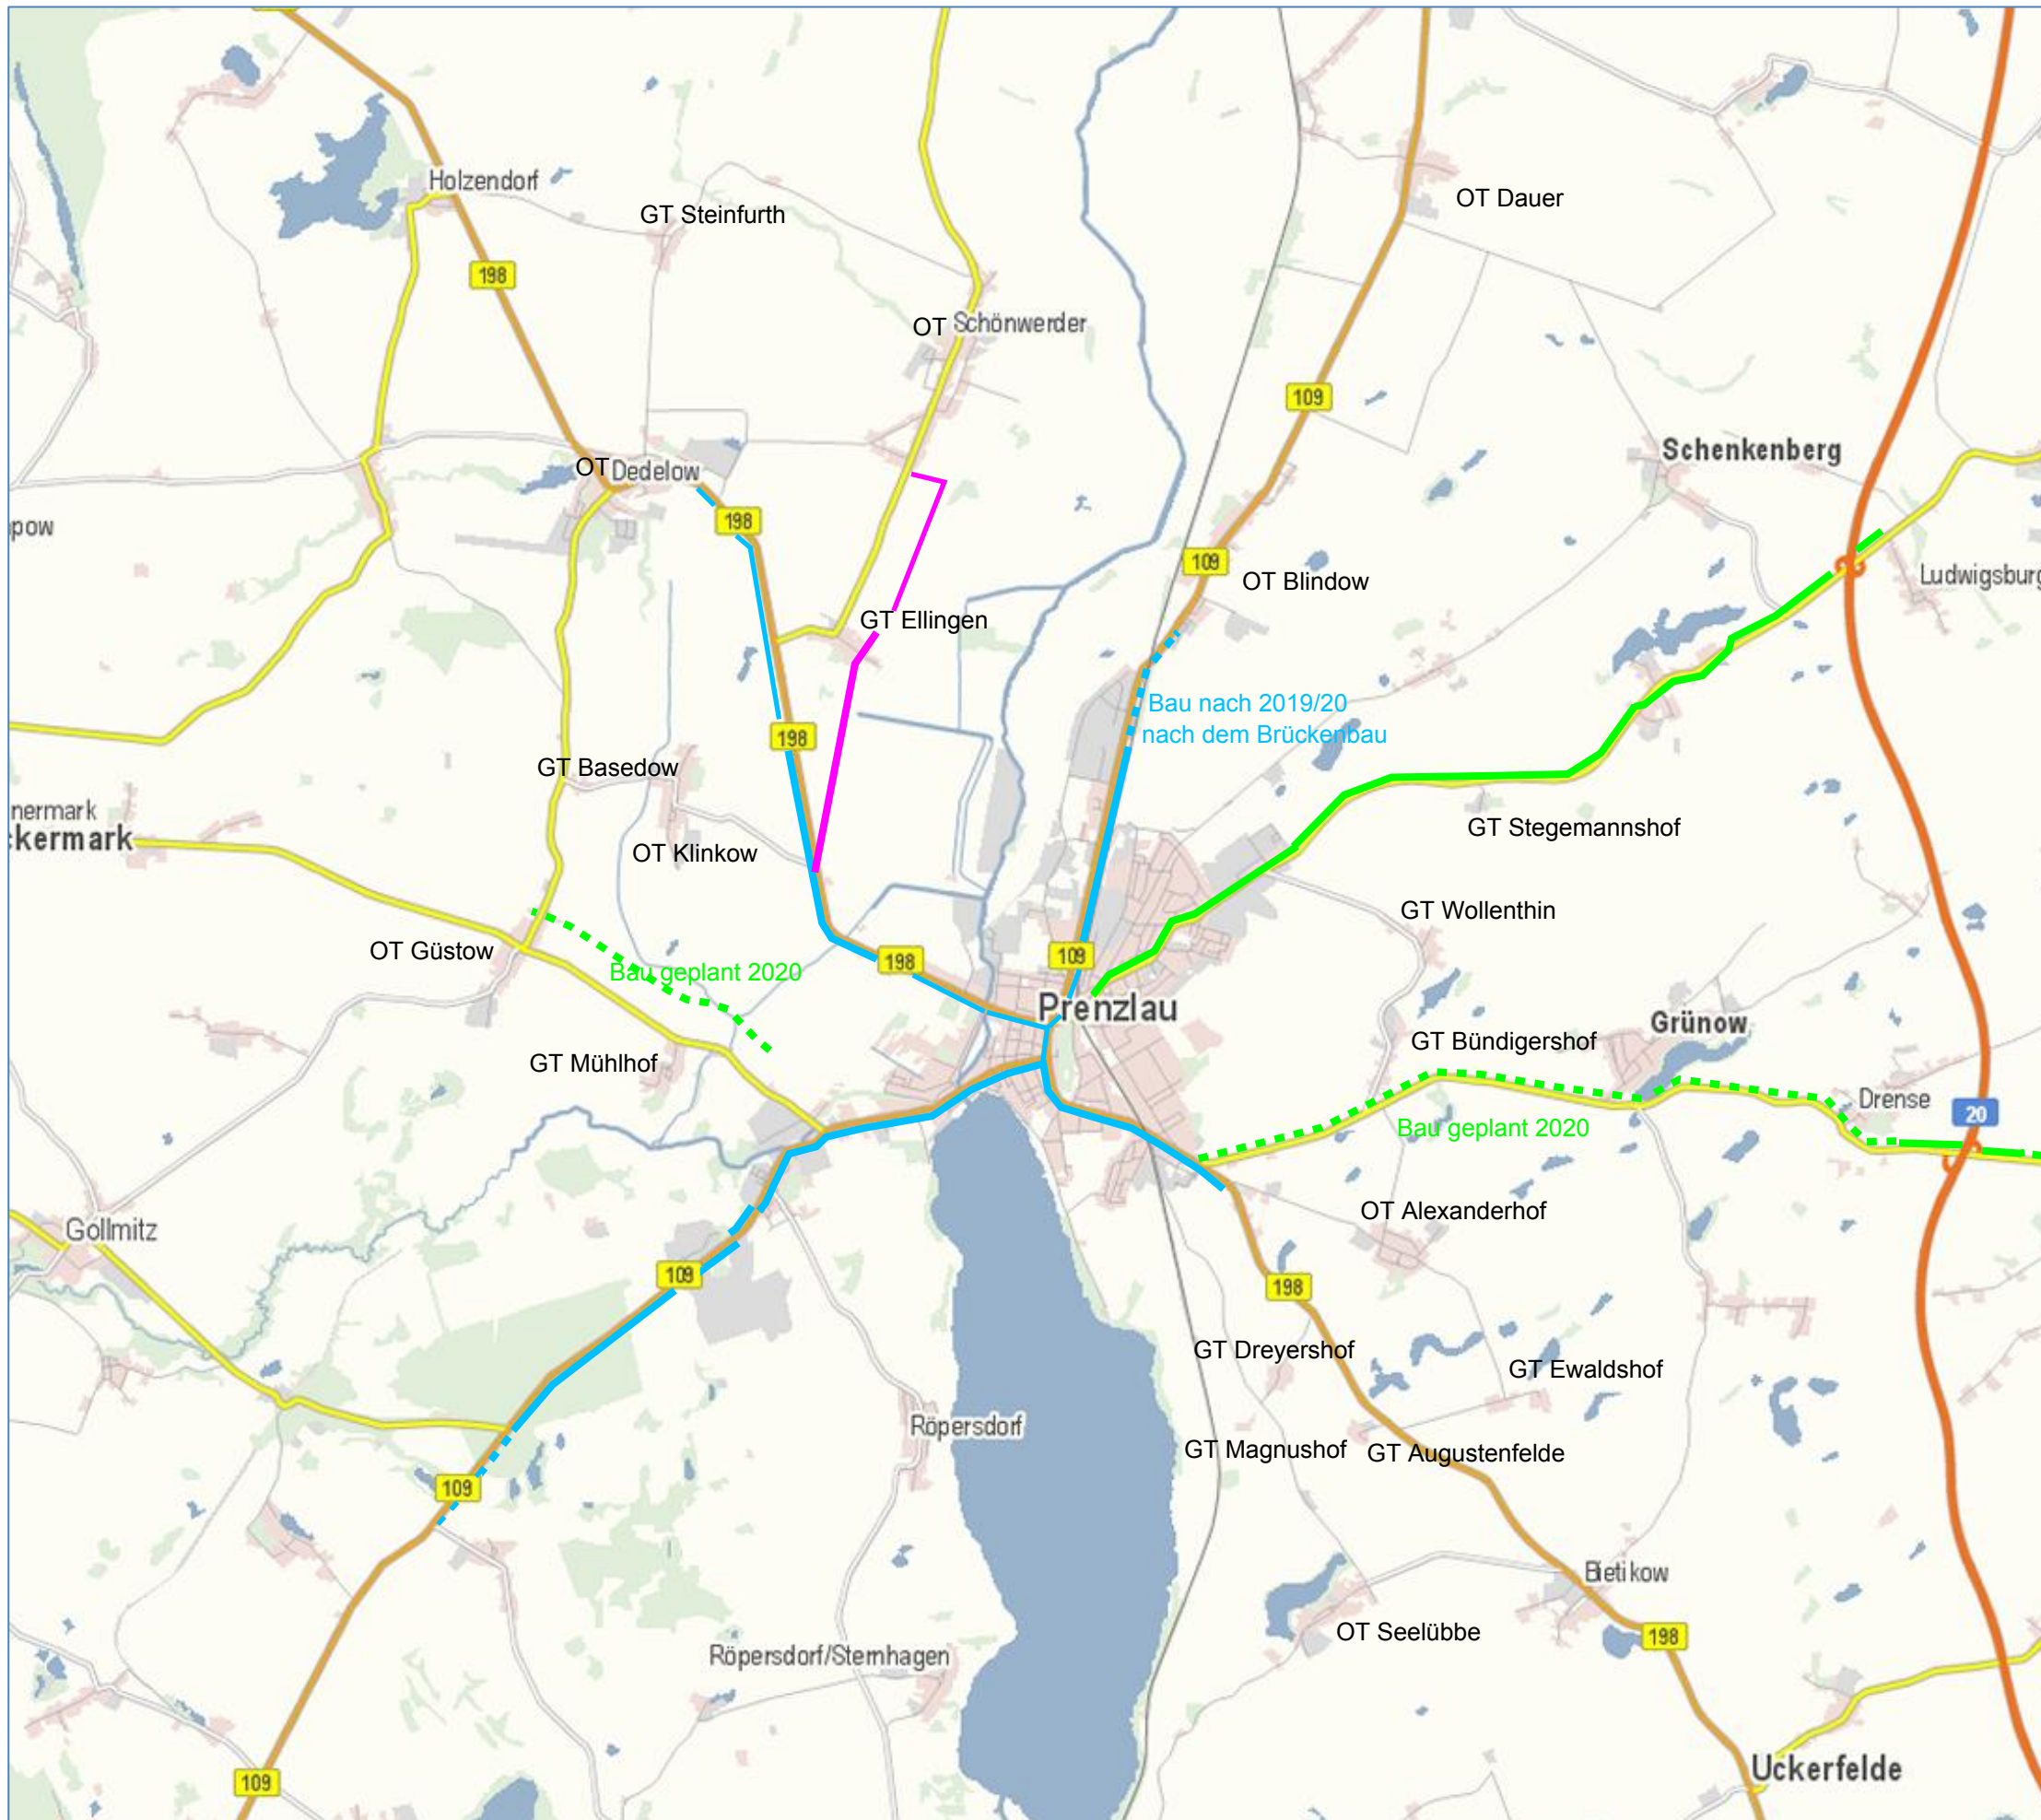 Holzendorf
GT Steinfurth
OT Dauer
198
OT Schönwerder
109
Schenkenberg
OT Dedelow
198
pow
109
OT Blindow
Ludwigsburg
GT Ellingen
Bau nach 2019/20
nach dem Brückenbau
198
GT Basedow
nermark
ckermark
GT Stegemannshof
OT Klinkow
GT Wollenthin
OT Güstow
198
109
Bau geplant 2020
Prenzlau
Grünow
GT Bündigershof
GT Mühlhof
Drense
20
Bau geplant 2020
OT Alexanderhof
Gollmitz
109
198
GT Dreyershof
GT Ewaldshof
Röpersdorf
GT Magnushof
GT Augustenfelde
109
Bietikow
OT Seelübbe
198
Röpersdorf/Sternhagen
Uckerfelde
109